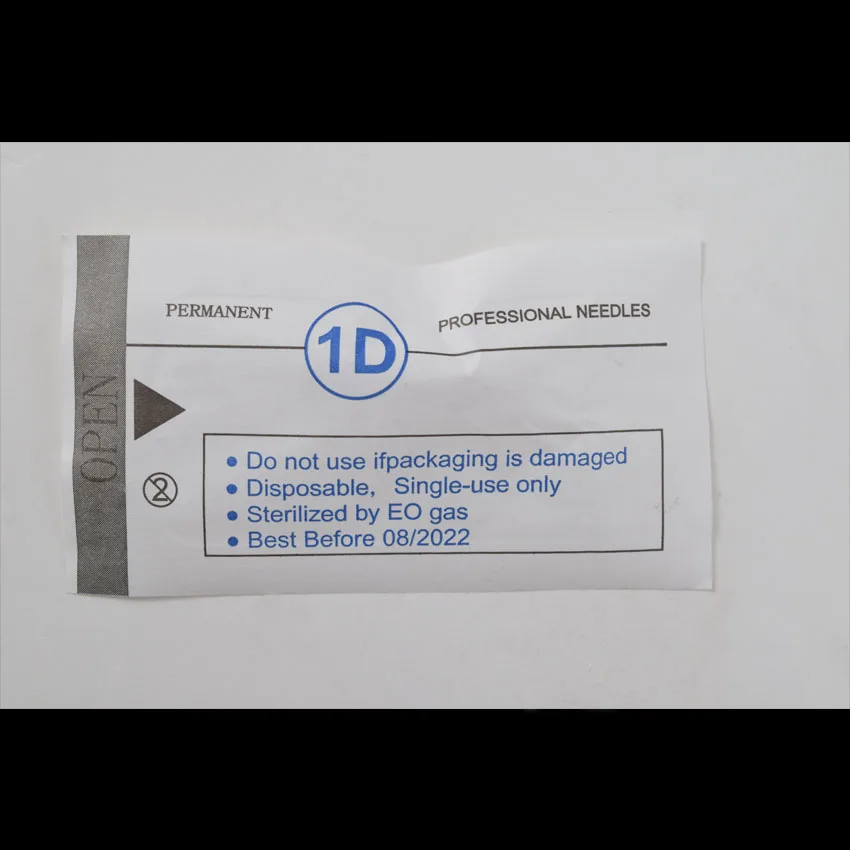 PERMANENT
1D
PROFESSIONAL NEEDLES
OPEN
2
• Do not use ifpackaging is damaged
• Disposable, Single-use only
• Sterilized by EO gas
• Best Before 08/2022